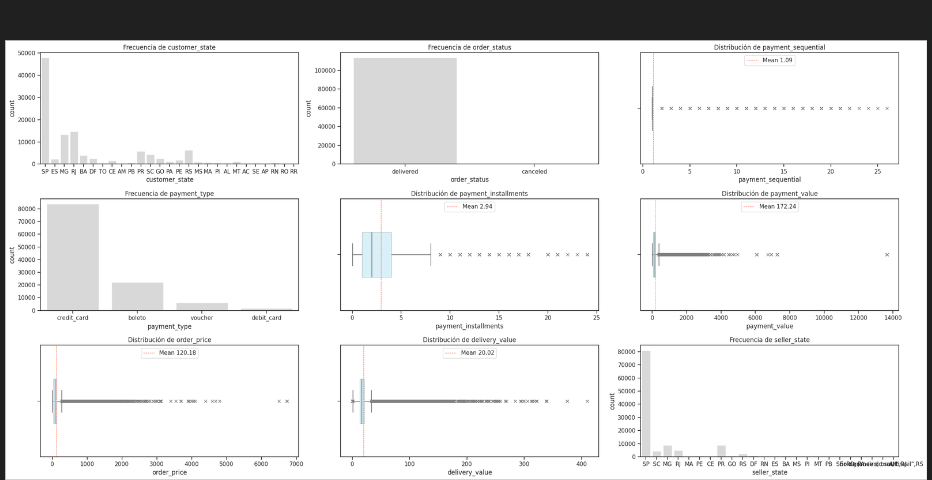 Frecuencia de customer_state
50000
40000
30000
20000
10000
0
count
SP ES MG RJ BA DF TO CE AM PB PR SC GO PA PE RS MS MA PI AL MT AC SE AP RN RO RR
customer_state
Frecuencia de order_status
100000
80000
60000
40000
20000
0
count
delivered canceled
order_status
Distribución de payment_sequential
Mean 1.09
0 5 10 15 20 25
payment_sequential
Frecuencia de payment_type
80000
70000
60000
50000
40000
30000
20000
10000
0
count
credit_card boleto voucher debit_card
payment_type
Distribución de payment_installments
Mean 2.94
0 5 10 15 20 25
payment_installments
Distribución de payment_value
Mean 172.24
0 2000 4000 6000 8000 10000 12000 14000
payment_value
Distribución de order_price
Mean 120.18
0 1000 2000 3000 4000 5000 6000 7000
order_price
Distribución de delivery_value
Mean 20.02
0 100 200 300 400
delivery_value
Frecuencia de seller_state
80000
70000
60000
50000
40000
30000
20000
10000
0
count
SP SC MG RJ MA PE CE PR GO RS DF RN ES BA MS PI MT PB
seller_state